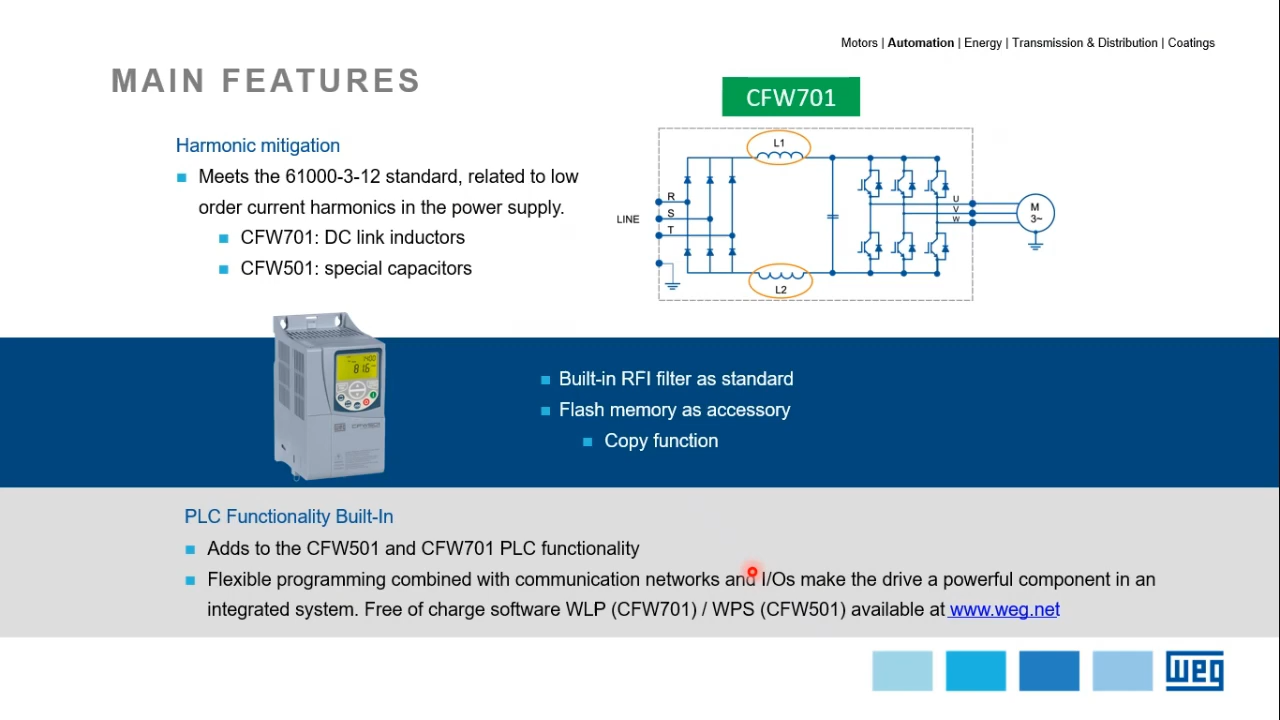 Motors | Automation | Energy | Transmission & Distribution | Coatings
MAIN FEATURES
CFW701
Harmonic mitigation
Meets the 61000-3-12 standard, related to low
order current harmonics in the power supply.
CFW701: DC link inductors
CFW501: special capacitors
L1
R
S
T
LINE
U
V
W
M
3~
L2
Built-in RFI filter as standard
Flash memory as accessory
Copy function
PLC Functionality Built-In
Adds to the CFW501 and CFW701 PLC functionality
Flexible programming combined with communication networks and I/Os make the drive a powerful component in an
integrated system. Free of charge software WLP (CFW701) / WPS (CFW501) available at www.weg.net
weg